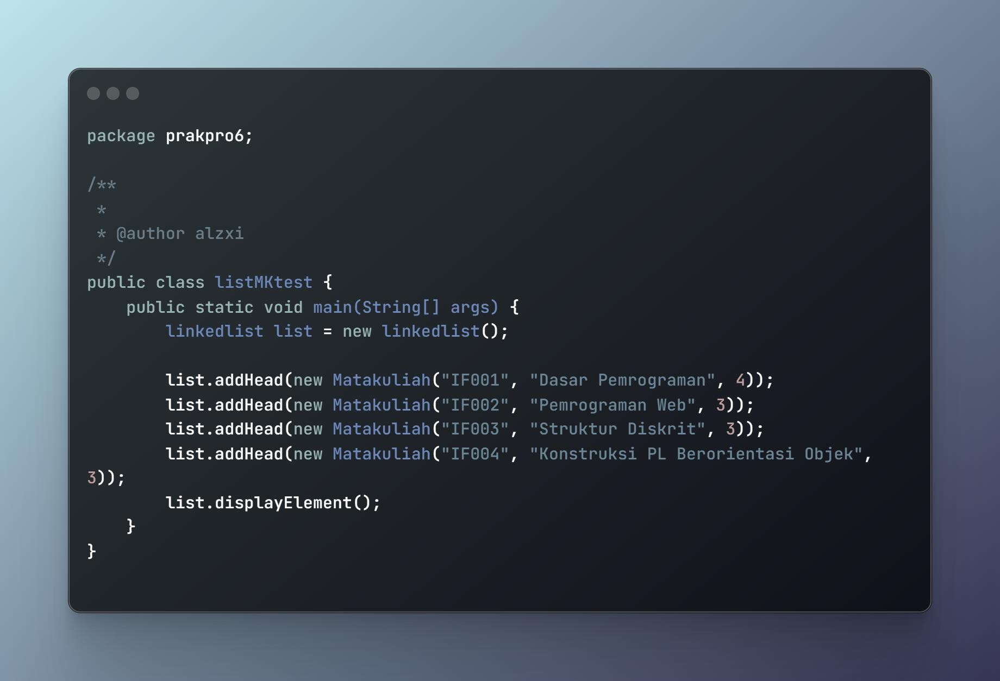 package prakpro6;

/**
 *
 * @author alzxi
 */
public class listMKtest {
    public static void main(String[] args) {
        linkedlist list = new linkedlist();

        list.addHead(new Matakuliah("IF001", "Dasar Pemrograman", 4));
        list.addHead(new Matakuliah("IF002", "Pemrograman Web", 3));
        list.addHead(new Matakuliah("IF003", "Struktur Diskrit", 3));
        list.addHead(new Matakuliah("IF004", "Konstruksi PL Berorientasi Objek",
3));
        list.displayElement();
    }
}